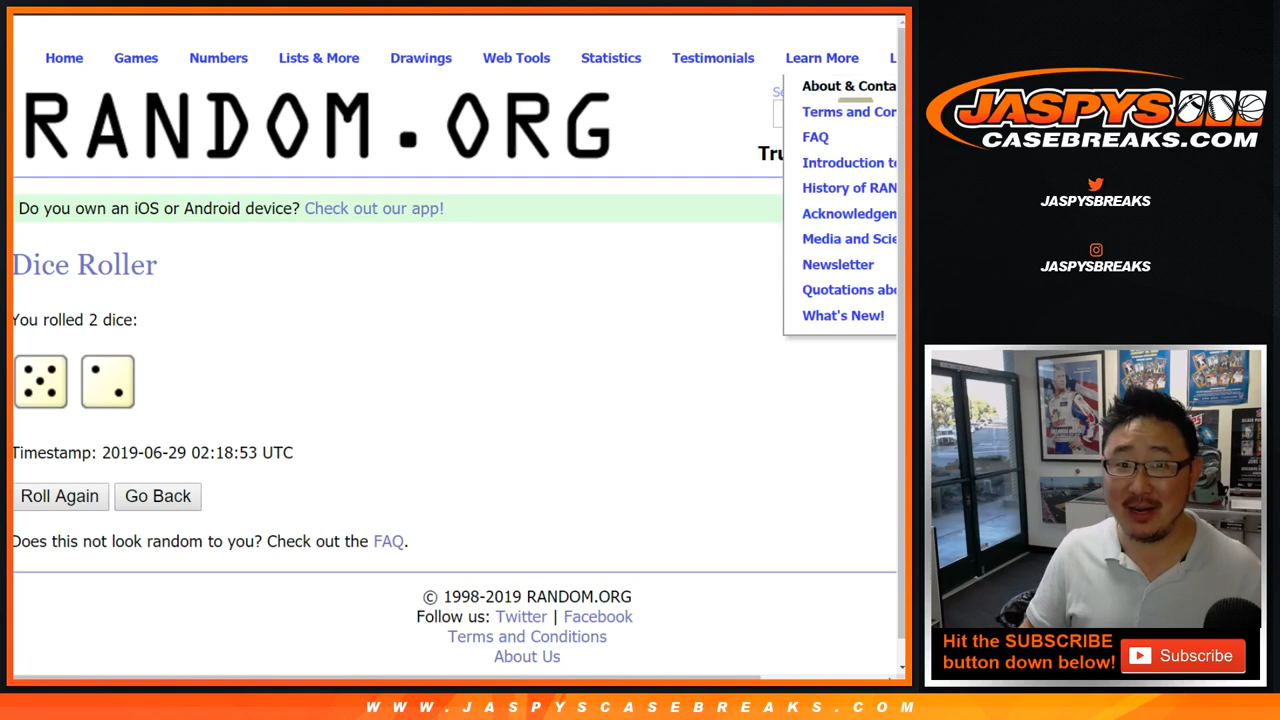 Home Games Numbers Lists & More Drawings Web Tools Statistics Testimonials Learn More
RANDOM.ORG
Tru
About & Conta
Terms and Cor
FAQ
Introduction to
History of RAN
Acknowledgen
Media and Scie
Newsletter
Quotations abo
What's New!
Do you own an iOS or Android device? Check out our app!
Dice Roller
You rolled 2 dice:
Timestamp: 2019-06-29 02:18:53 UTC
Roll Again Go Back
Does this not look random to you? Check out the FAQ.
© 1998-2019 RANDOM.ORG
Follow us: Twitter | Facebook
Terms and Conditions
About Us
JASPYS
CASEBREAKS.COM
JASPYSBREAKS
JASPYSBREAKS
Hit the SUBSCRIBE
button down below!
Subscribe
WWW.JASPYSCASEBREAKS.COM